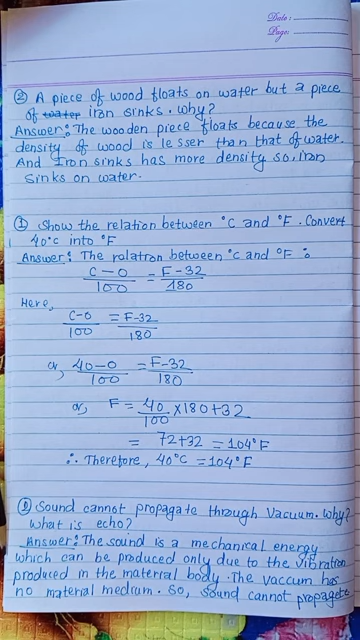 Date :
Page:
② A piece of wood floats on water but a piece
of water iron sinks. Why?
Answer: The wooden piece floats because the
density of wood is lesser than that of water.
And Iron sinks has more density so, iron
sinks on water.
① Show the relation between °C and °F. Convert
40°C into °F
Answer: The ralatron between °C and °F :
C-0/100 = F-32/180
Here,
C-0/100 = F-32/180
or, 40-0/100 = F-32/180
or, F = 40/100 x 180+32
= 72+32 = 104°F
∴ Therefore, 40°C = 104°F
① Sound cannot propagate through Vacuum. Why?
What is echo?
Answer: The sound is a mechanical energy
which can be produced only due to the vibration
produced in the material body. The vaccum has
no material medium. So, sound cannot propagate